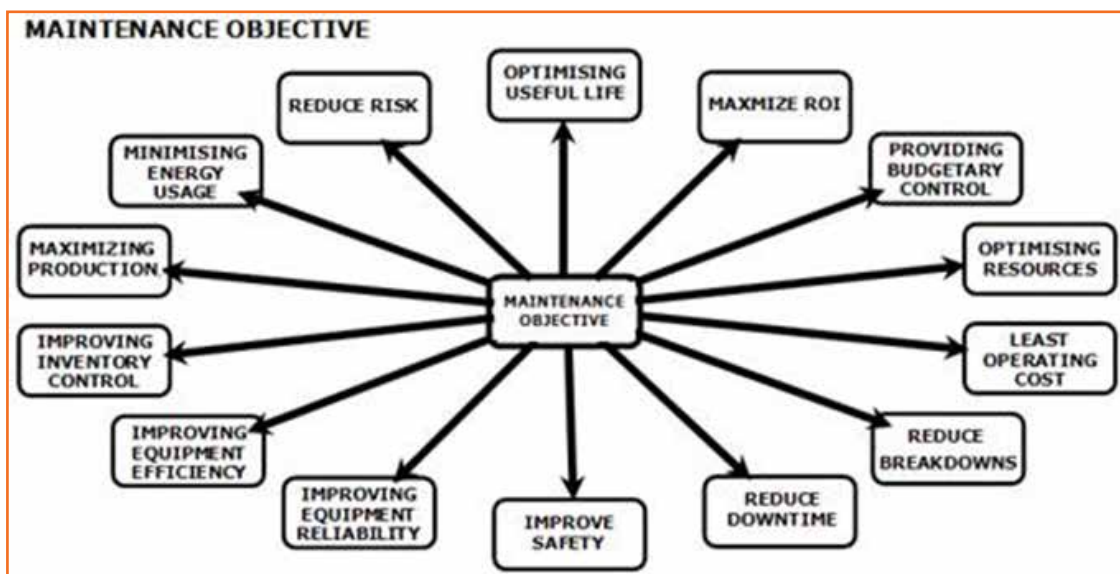 MAINTENANCE OBJECTIVE
OPTIMISING
USEFUL LIFE
REDUCE RISK
MAXMIZE ROI
MINIMISING
ENERGY
USAGE
PROVIDING
BUDGETARY
CONTROL
MAXIMIZING
PRODUCTION
OPTIMISING
RESOURCES
MAINTENANCE
OBJECTIVE
IMPROVING
INVENTORY
CONTROL
LEAST
OPERATING
COST
IMPROVING
EQUIPMENT
EFFICIENCY
REDUCE
BREAKDOWNS
IMPROVING
EQUIPMENT
RELIABILITY
IMPROVE
SAFETY
REDUCE
DOWNTIME